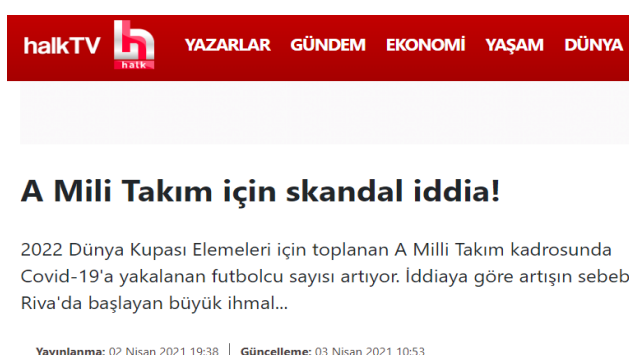 halkTV halk YAZARLAR GÜNDEM EKONOMİ YAŞAM DÜNYA
A Mili Takım için skandal iddia!
2022 Dünya Kupası Elemeleri için toplanan A Milli Takım kadrosunda
Covid-19'a yakalanan futbolcu sayısı artıyor. İddiaya göre artışın sebeb
Riva'da başlayan büyük ihmal...
Yayınlanma: 02 Nisan 2021 19:38 | Güncelleme: 03 Nisan 2021 10:53